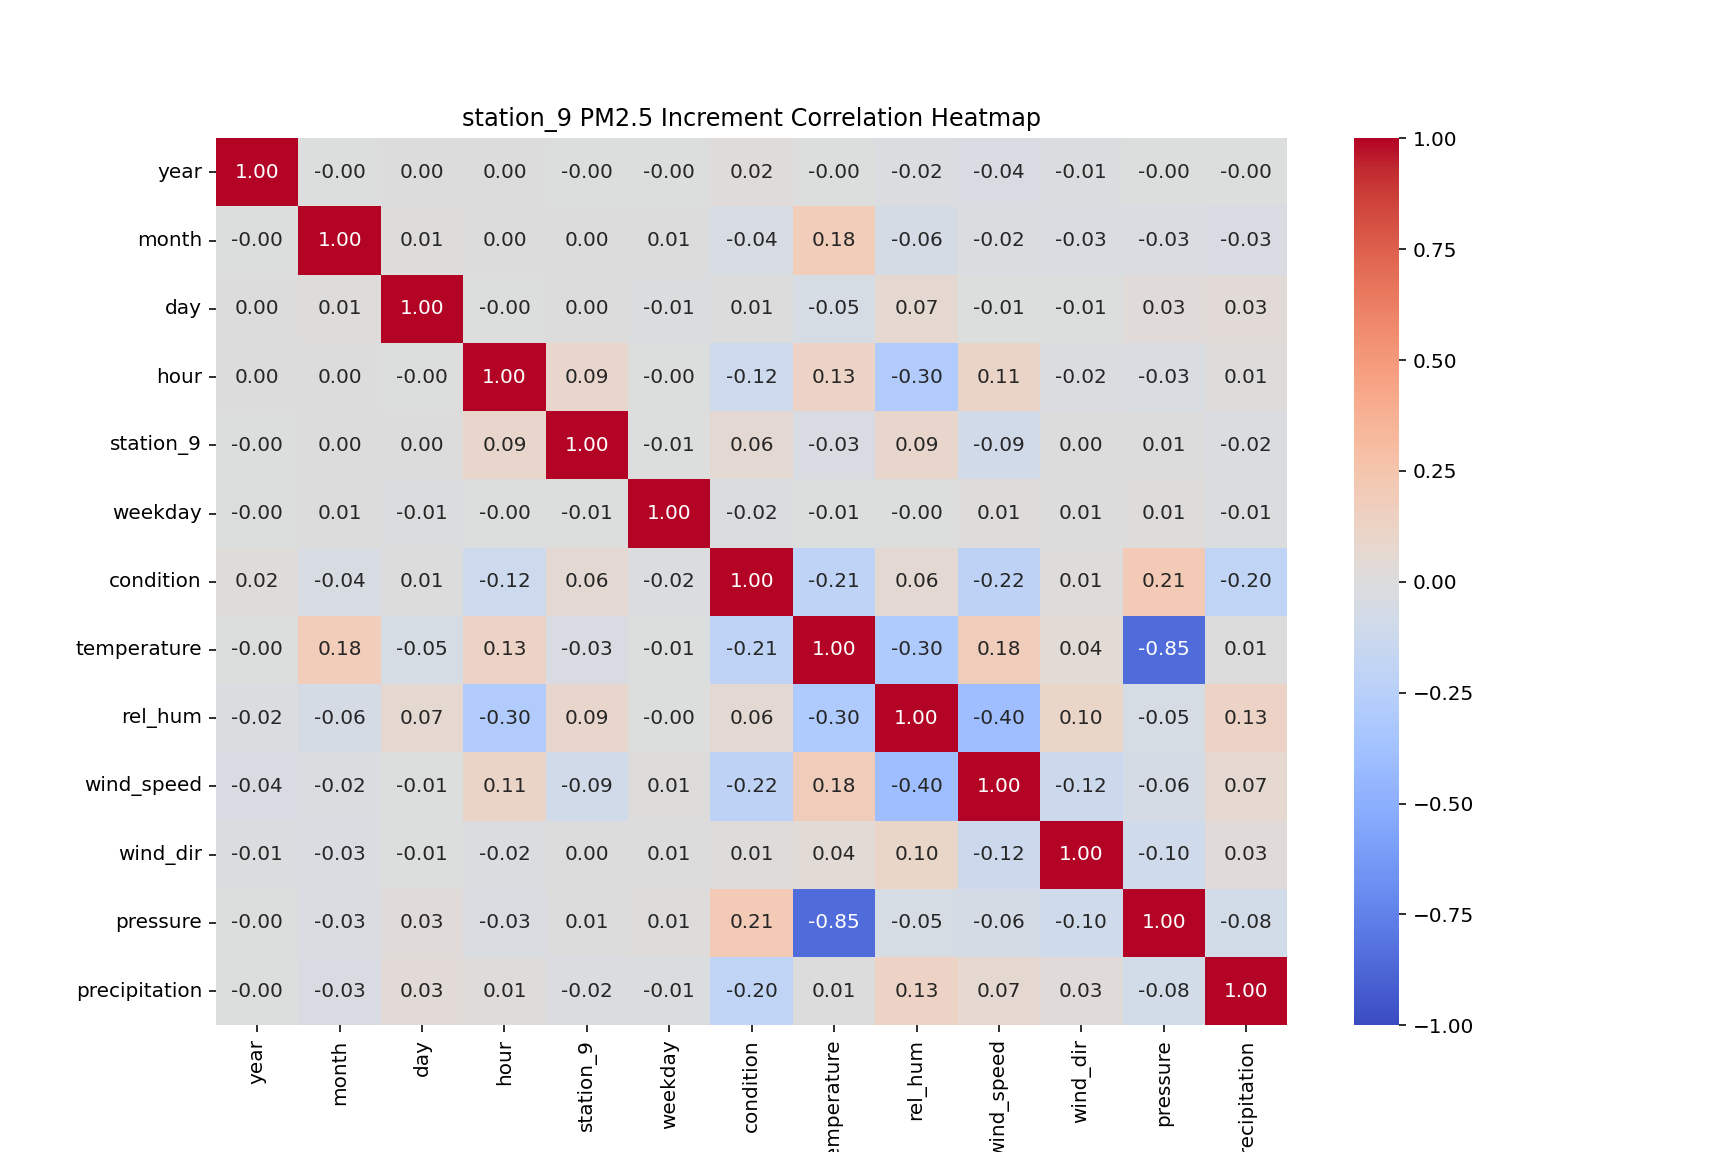 station_9 PM2.5 Increment Correlation Heatmap
year 1.00 -0.00 0.00 0.00 -0.00 -0.00 0.02 -0.00 -0.02 -0.04 -0.01 -0.00 -0.00
month -0.00 1.00 0.01 0.00 0.00 0.01 -0.04 0.18 -0.06 -0.02 -0.03 -0.03 -0.03
day 0.00 0.01 1.00 -0.00 0.00 -0.01 0.01 -0.05 0.07 -0.01 -0.01 0.03 0.03
hour 0.00 0.00 -0.00 1.00 0.09 -0.00 -0.12 0.13 -0.30 0.11 -0.02 -0.03 0.01
station_9 -0.00 0.00 0.00 0.09 1.00 -0.01 0.06 -0.03 0.09 -0.09 0.00 0.01 -0.02
weekday -0.00 0.01 -0.01 -0.00 -0.01 1.00 -0.02 -0.01 -0.00 0.01 0.01 0.01 -0.01
condition 0.02 -0.04 0.01 -0.12 0.06 -0.02 1.00 -0.21 0.06 -0.22 0.01 0.21 -0.20
temperature -0.00 0.18 -0.05 0.13 -0.03 -0.01 -0.21 1.00 -0.30 0.18 0.04 -0.85 0.01
rel_hum -0.02 -0.06 0.07 -0.30 0.09 -0.00 0.06 -0.30 1.00 -0.40 0.10 -0.05 0.13
wind_speed -0.04 -0.02 -0.01 0.11 -0.09 0.01 -0.22 0.18 -0.40 1.00 -0.12 -0.06 0.07
wind_dir -0.01 -0.03 -0.01 -0.02 0.00 0.01 0.01 0.04 0.10 -0.12 1.00 -0.10 0.03
pressure -0.00 -0.03 0.03 -0.03 0.01 0.01 0.21 -0.85 -0.05 -0.06 -0.10 1.00 -0.08
precipitation -0.00 -0.03 0.03 0.01 -0.02 -0.01 -0.20 0.01 0.13 0.07 0.03 -0.08 1.00
year
month
day
hour
station_9
weekday
condition
emperature
rel_hum
wind_speed
wind_dir
pressure
recipitation
1.00
0.75
0.50
0.25
0.00
−0.25
−0.50
−0.75
−1.00